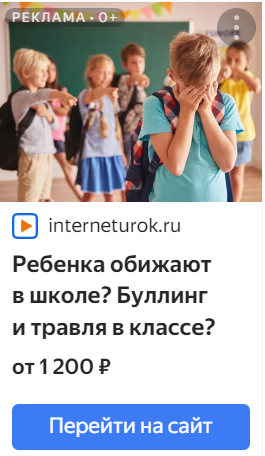 РЕКЛАМА • 0+
interneturok.ru
Ребенка обижают
в школе? Буллинг
и травля в классе?
от 1 200 ₽
Перейти на сайт